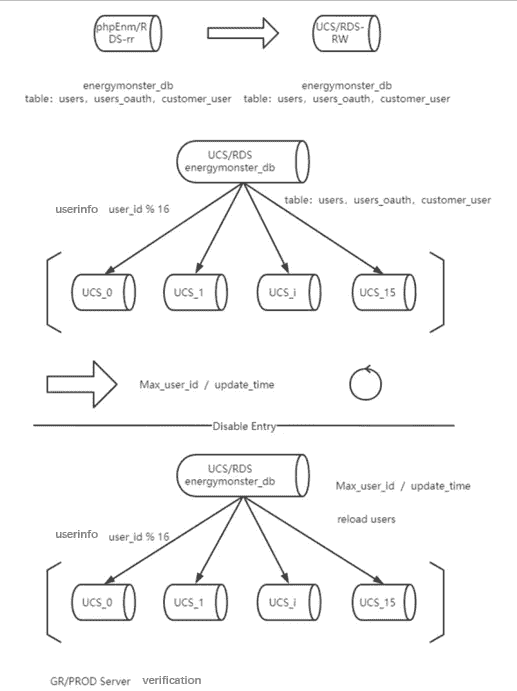 phpEnm/R
DS-rr
UCS/RDS-
RW
energymonster_db
table: users, users_oauth, customer_user
energymonster_db
table: users, users_oauth, customer_user
UCS/RDS
energymonster_db
table: users, users_oauth, customer_user
userinfo user_id % 16
UCS_0
UCS_1
UCS_i
UCS_15
Max_user_id / update_time
Disable Entry
UCS/RDS
energymonster_db
Max_user_id / update_time
reload users
userinfo user_id % 16
UCS_0
UCS_1
UCS_i
UCS_15
GR/PROD Server verification